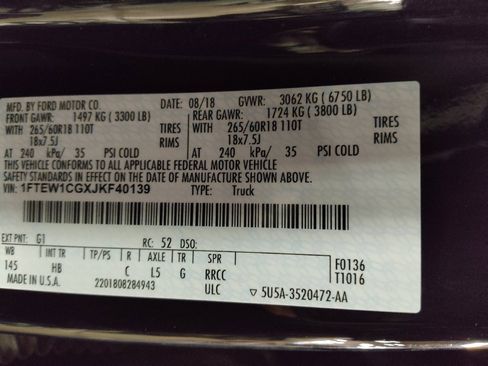 MFD. BY FORD MOTOR CO. DATE: 08/18 GVWR: 3062 KG ( 6750 LB)
FRONT GAWR: 1497 KG ( 3300 LB) REAR GAWR: 1724 KG ( 3800 LB)
WITH 265/60R18 110T TIRES WITH 265/60R18 110T TIRES
18x7.5J RIMS 18x7.5J RIMS
AT 240 kPa/ 35 AT 240 kPa/ 35
THIS VEHICLE CONFORMS TO ALL APPLICABLE FEDERAL MOTOR VEHICLE
SAFETY STANDARDS IN EFFECT ON THE DATE OF MANUFACTURE SHOWN ABOVE.
VIN: 1FTEW1CGXJKF40139 TYPE: Truck
EXT PNT: G1 RC: 52 DSO:
WB INT TR TP/PS R AXLE TR SPR F0136
145 HB C L5 G RRCC T1016
MADE IN U.S.A. 2201808284943 ULC ▽ 5U5A-3520472-AA